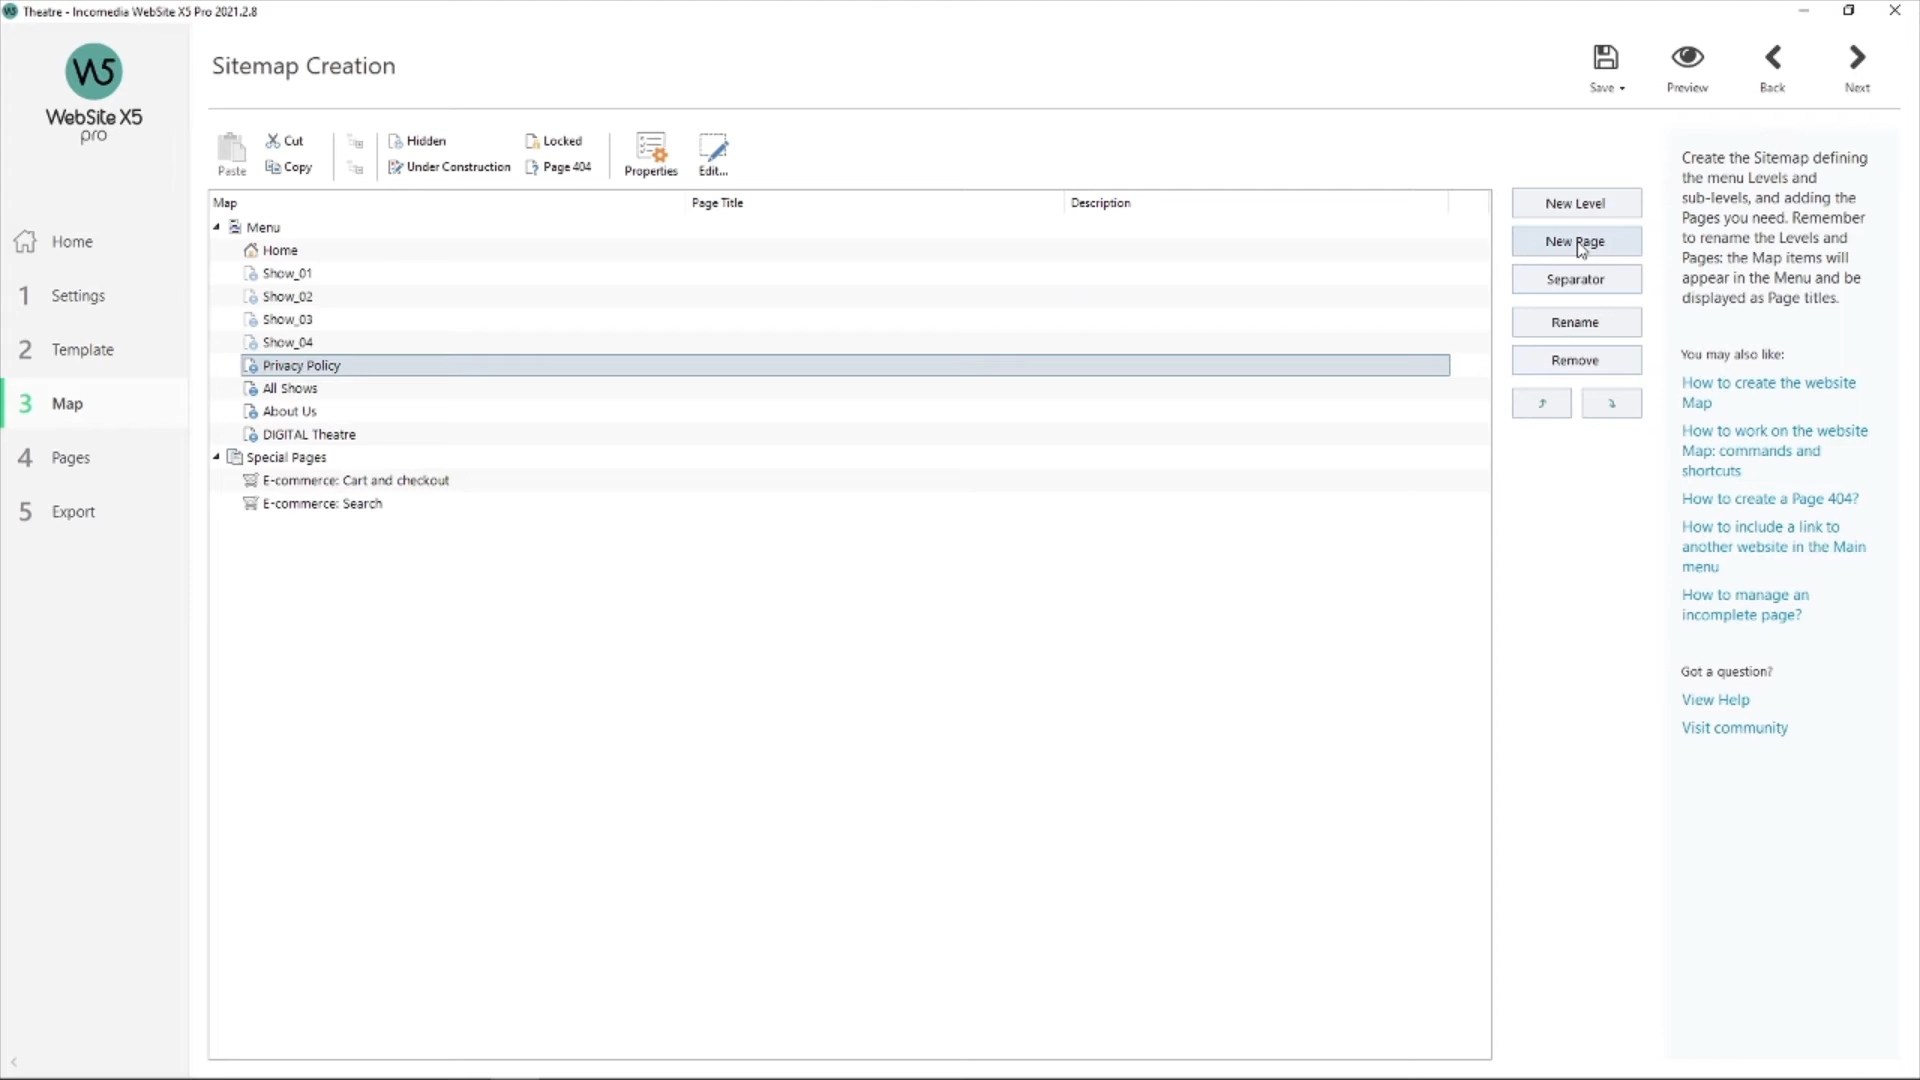 Theatre - Incomedia WebSite X5 Pro 2021.2.8
W5
WebSite X5
pro
Home
1 Settings
2 Template
3 Map
4 Pages
5 Export
Sitemap Creation
Save
Preview
Back
Next
Paste
Cut
Copy
Hidden
Under Construction
Locked
Page 404
Properties
Edit...
Map Page Title Description
Menu
Home
Show_01
Show_02
Show_03
Show_04
Privacy Policy
All Shows
About Us
DIGITAL Theatre
Special Pages
E-commerce: Cart and checkout
E-commerce: Search
New Level
New Page
Separator
Rename
Remove
Create the Sitemap defining
the menu Levels and
sub-levels, and adding the
Pages you need. Remember
to rename the Levels and
Pages: the Map items will
appear in the Menu and be
displayed as Page titles.
You may also like:
How to create the website
Map
How to work on the website
Map: commands and
shortcuts
How to create a Page 404?
How to include a link to
another website in the Main
menu
How to manage an
incomplete page?
Got a question?
View Help
Visit community